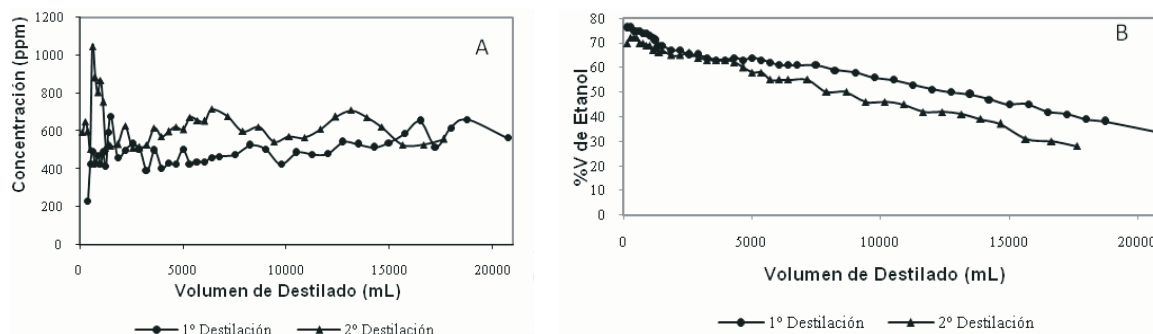 A
Concentración (ppm)
1200
1000
800
600
400
200
0
0 5000 10000 15000 20000
Volumen de Destilado (mL)
1º Destilación 2º Destilación
B
%V de Etanol
80
70
60
50
40
30
20
10
0
0 5000 10000 15000 20000
Volumen de Destilado (mL)
1º Destilación 2º Destilación